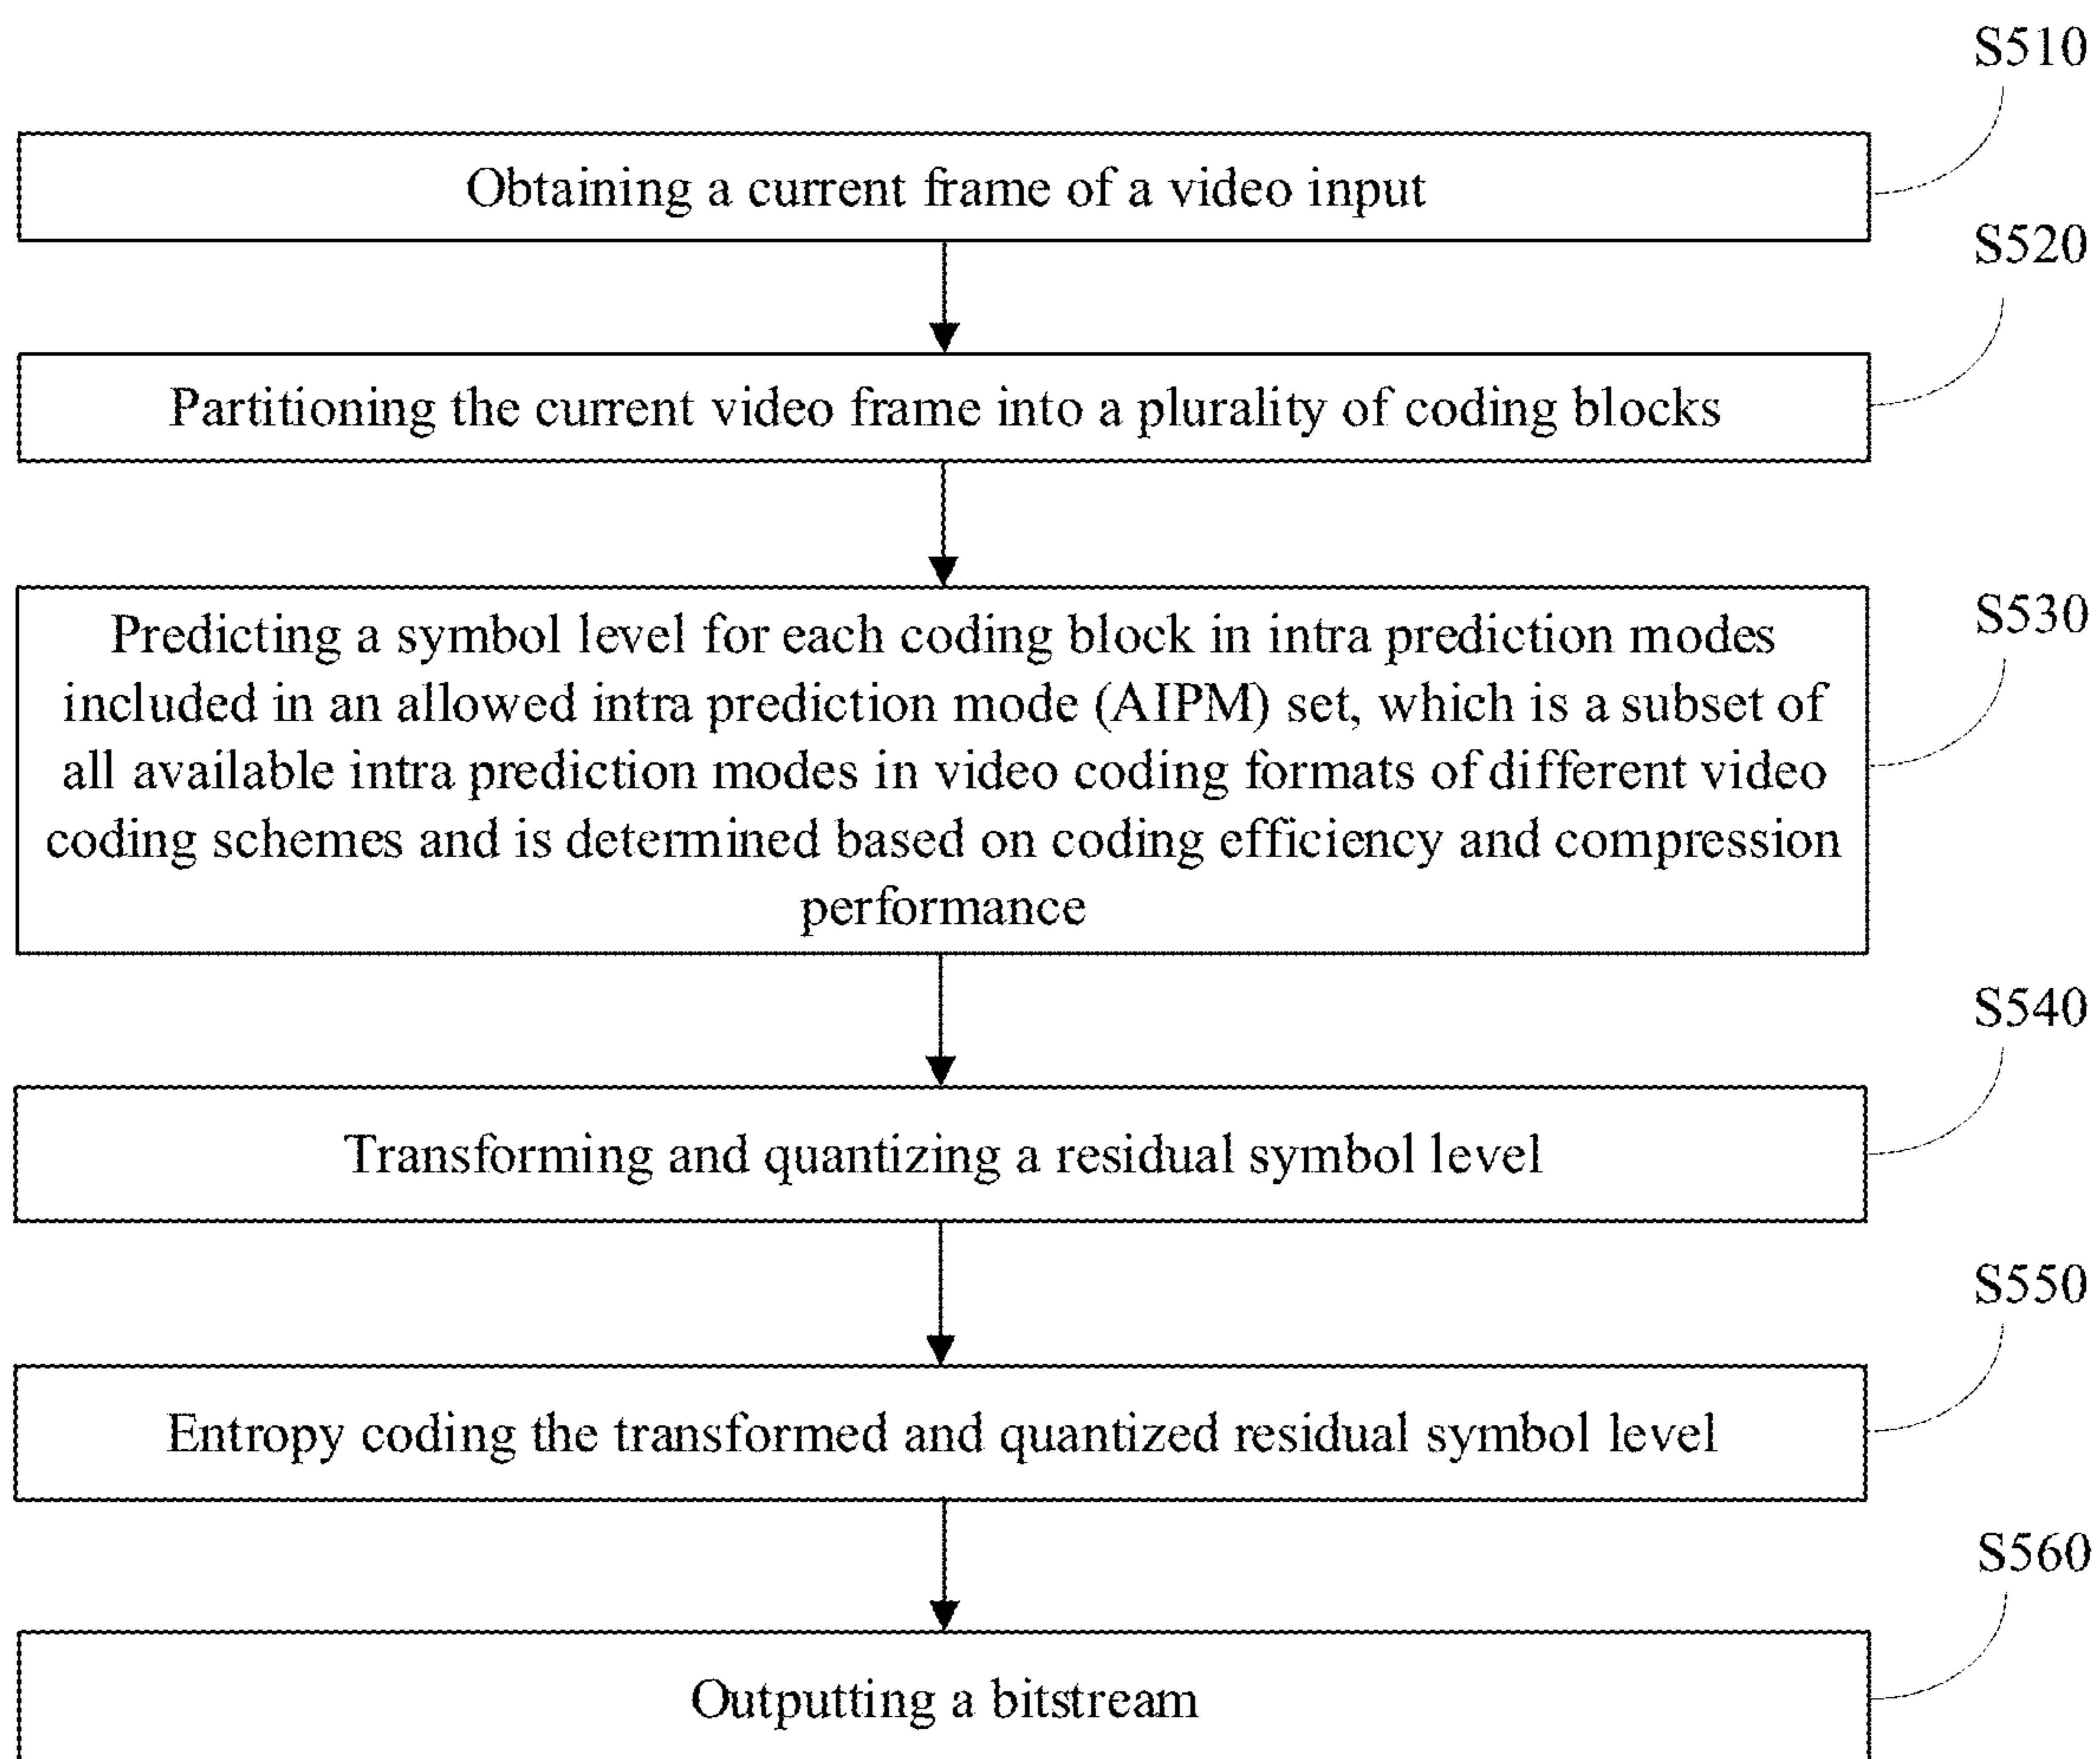 S510
Obtaining a current frame of a video input
S520
Partitioning the current video frame into a plurality of coding blocks
S530
Predicting a symbol level for each coding block in intra prediction modes
included in an allowed intra prediction mode (AIPM) set, which is a subset of
all available intra prediction modes in video coding formats of different video
coding schemes and is determined based on coding efficiency and compression
performance
S540
Transforming and quantizing a residual symbol level
S550
Entropy coding the transformed and quantized residual symbol level
S560
Outputting a bitstream